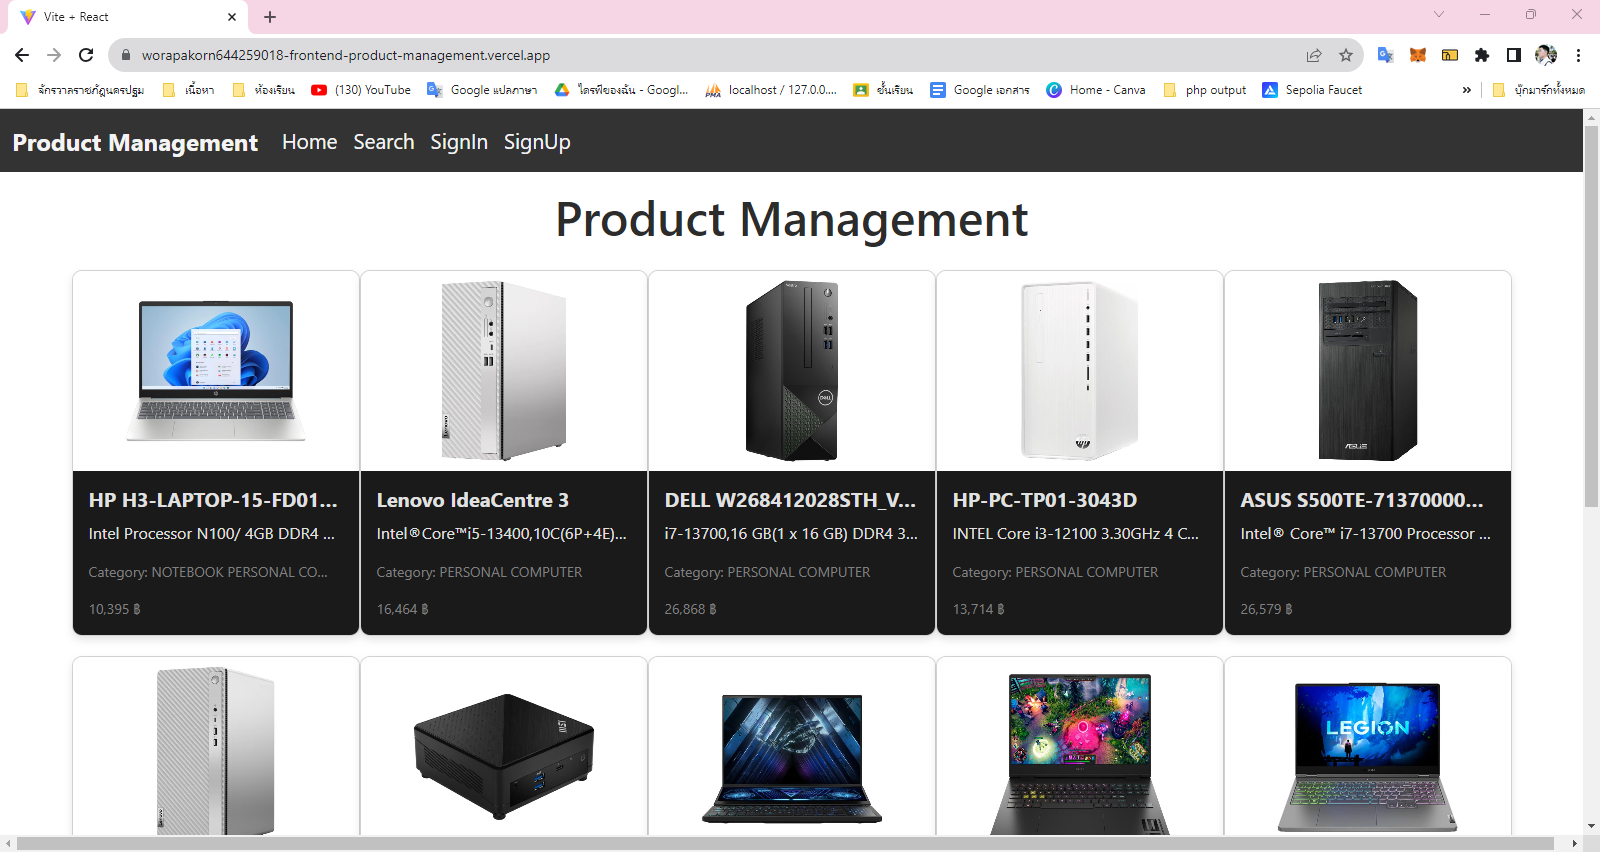 Vite + React
worapakorn644259018-frontend-product-management.vercel.app
จักรวาลราชภัฏนครปฐม เนื้อหา ห้องเรียน (130) YouTube Google แปลภาษา ไดรฟ์ของฉัน - Googl... localhost / 127.0.0.... ชั้นเรียน Google เอกสาร Home - Canva php output Sepolia Faucet » บุ๊กมาร์กทั้งหมด
Product Management Home Search SignIn SignUp
Product Management
HP H3-LAPTOP-15-FD01...
Intel Processor N100/ 4GB DDR4 ...
Category: NOTEBOOK PERSONAL CO...
10,395 ฿
Lenovo IdeaCentre 3
Intel®Core™i5-13400,10C(6P+4E)...
Category: PERSONAL COMPUTER
16,464 ฿
DELL W268412028STH_V...
i7-13700,16 GB(1 x 16 GB) DDR4 3...
Category: PERSONAL COMPUTER
26,868 ฿
HP-PC-TP01-3043D
INTEL Core i3-12100 3.30GHz 4 C...
Category: PERSONAL COMPUTER
13,714 ฿
ASUS S500TE-71370000...
Intel® Core™ i7-13700 Processor ...
Category: PERSONAL COMPUTER
26,579 ฿
LEGION